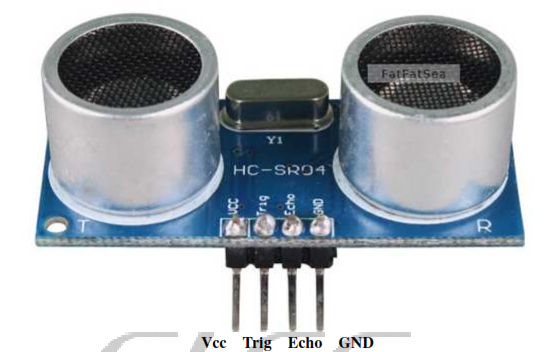 FatFatSea
Y1
HC-SR04
VCC Trig Echo GND
T R
Vcc Trig Echo GND